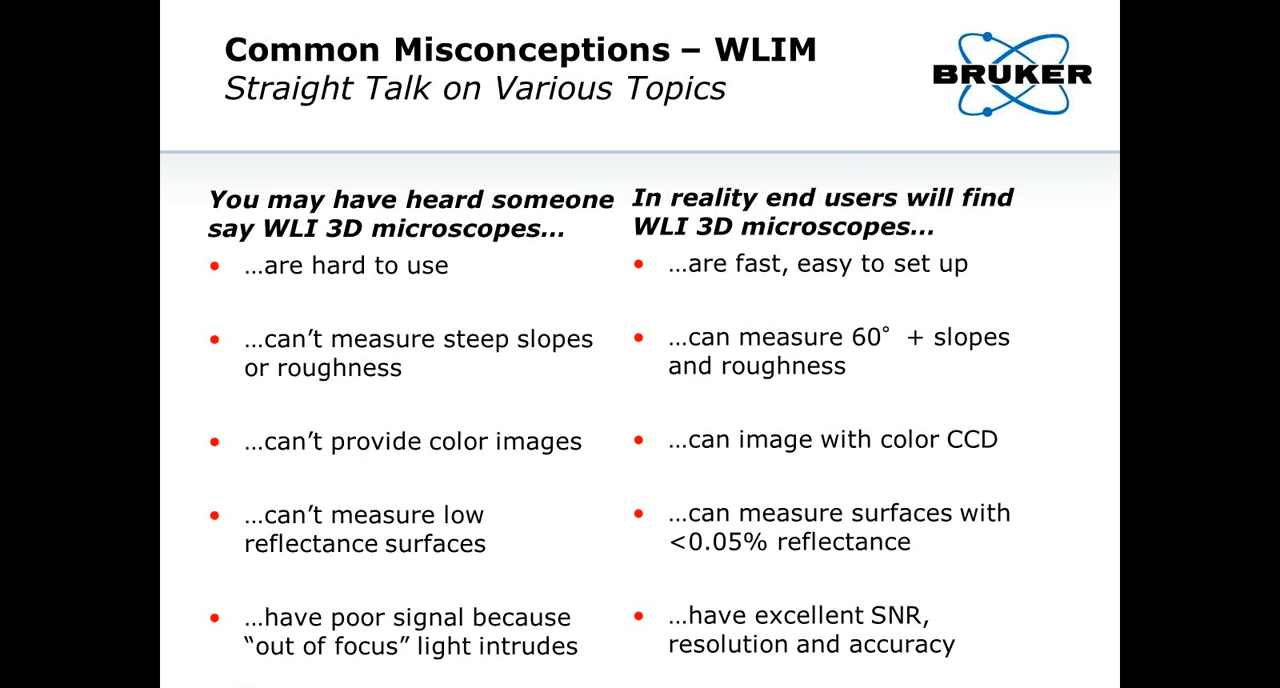 Common Misconceptions – WLIM
Straight Talk on Various Topics
BRUKER
You may have heard someone
say WLI 3D microscopes…
• …are hard to use
• …can’t measure steep slopes
or roughness
• …can’t provide color images
• …can’t measure low
reflectance surfaces
• …have poor signal because
“out of focus” light intrudes
In reality end users will find
WLI 3D microscopes…
• …are fast, easy to set up
• …can measure 60° + slopes
and roughness
• …can image with color CCD
• …can measure surfaces with
<0.05% reflectance
• …have excellent SNR,
resolution and accuracy